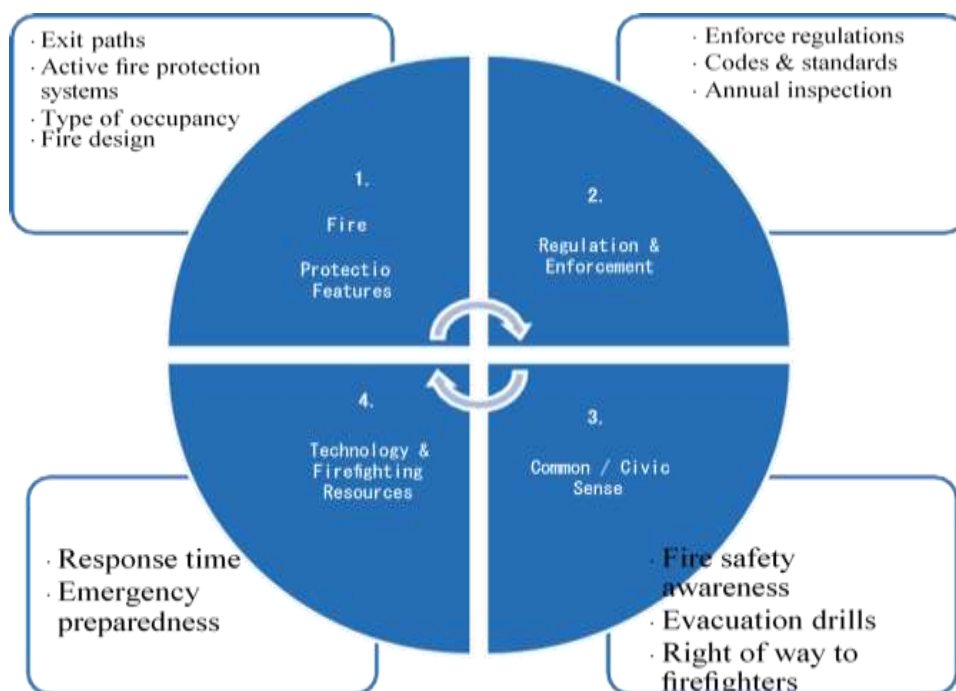 · Exit paths
· Active fire protection
systems
· Type of occupancy
· Fire design
· Enforce regulations
· Codes & standards
· Annual inspection
1.
Fire
Protectio
Features
2.
Regulation &
Enforcement
4.
Technology &
Firefighting
Resources
3.
Common / Civic
Sense
· Response time
· Emergency
preparedness
· Fire safety
awareness
· Evacuation drills
· Right of way to
firefighters